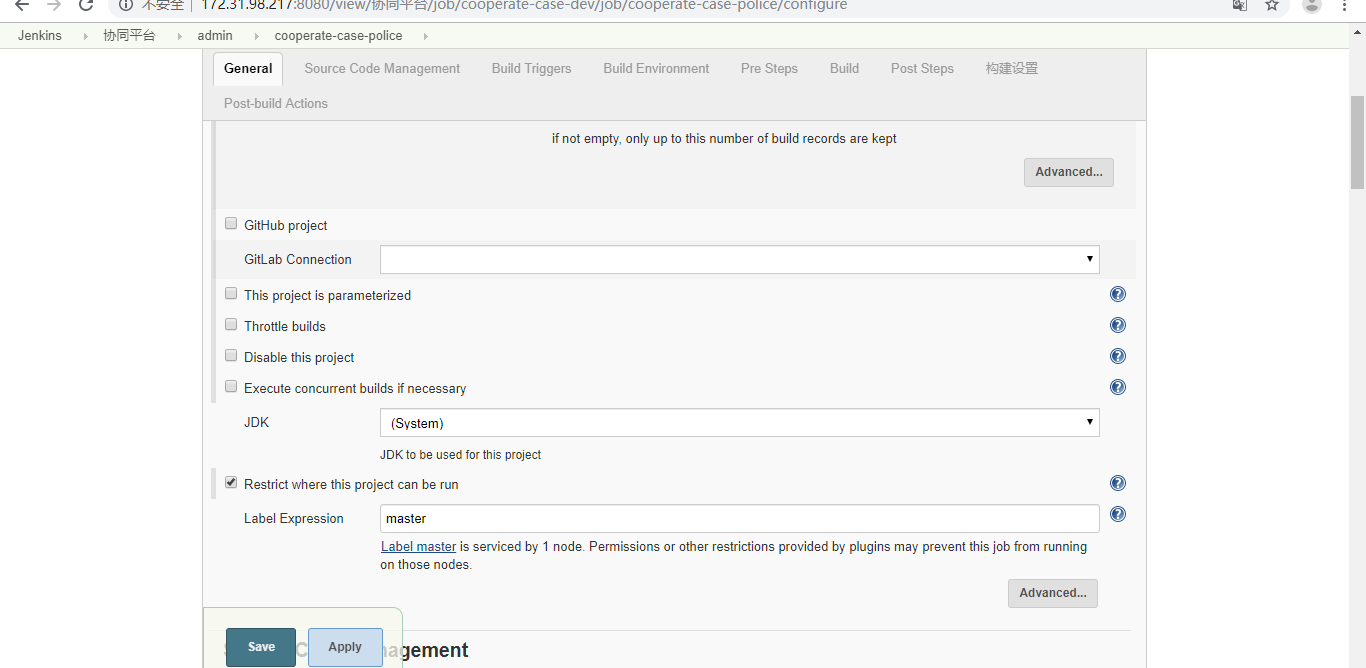 不安全 172.31.98.217:8080/view/协同平台/job/cooperate-case-dev/job/cooperate-case-police/configure
Jenkins 协同平台 admin cooperate-case-police
General Source Code Management Build Triggers Build Environment Pre Steps Build Post Steps 构建设置
Post-build Actions
if not empty, only up to this number of build records are kept
Advanced...
GitHub project
GitLab Connection
This project is parameterized
Throttle builds
Disable this project
Execute concurrent builds if necessary
JDK (System)
JDK to be used for this project
Restrict where this project can be run
Label Expression master
Label master is serviced by 1 node. Permissions or other restrictions provided by plugins may prevent this job from running
on those nodes.
Advanced...
Save Apply agement